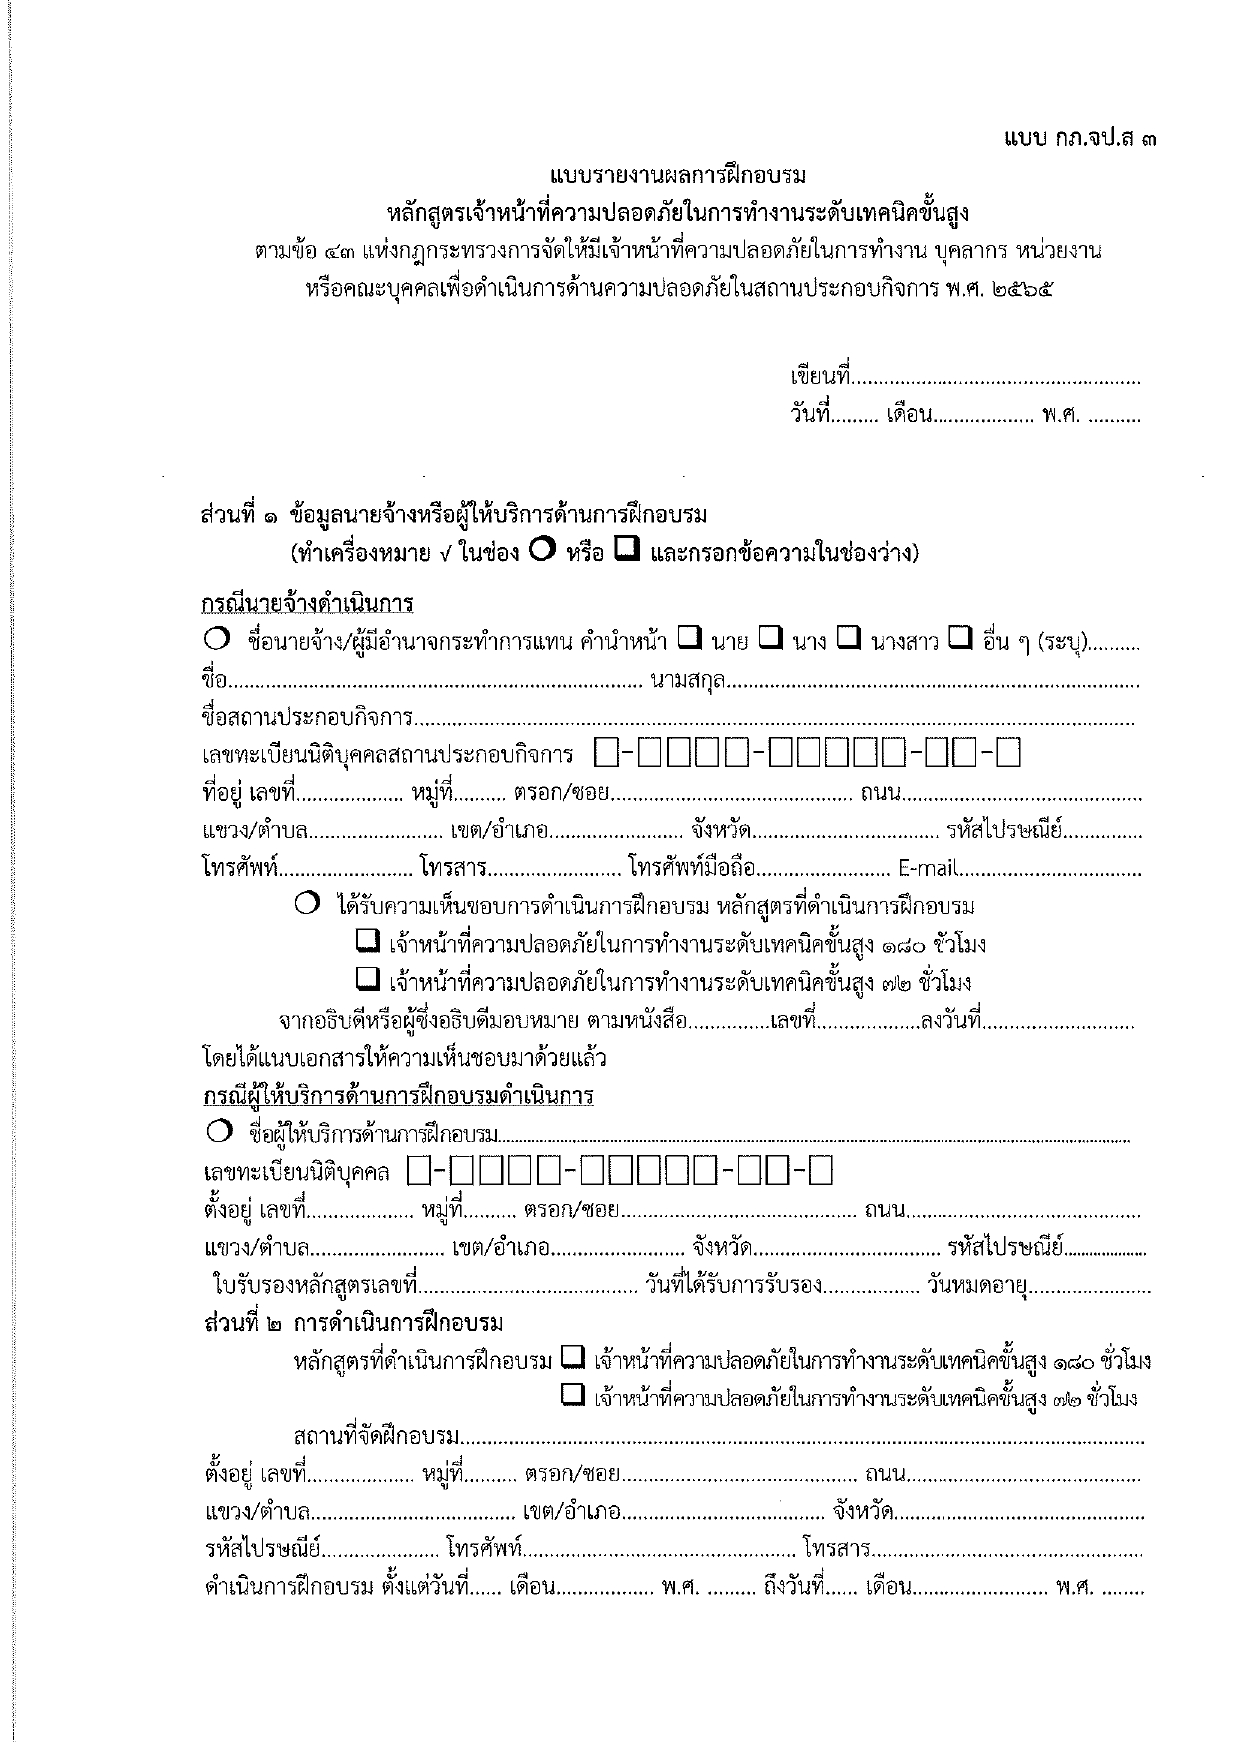 แบบ กภ.จป.ส ๓
แบบรายงานผลการฝึกอบรม
หลักสูตรเจ้าหน้าที่ความปลอดภัยในการทำงานระดับเทคนิคขั้นสูง
ตามข้อ ๔๓ แห่งกฎกระทรวงการจัดให้มีเจ้าหน้าที่ความปลอดภัยในการทำงาน บุคลากร หน่วยงาน
หรือคณะบุคคลเพื่อดำเนินการด้านความปลอดภัยในสถานประกอบกิจการ พ.ศ. ๒๕๖๕
เขียนที่......................................................
วันที่......... เดือน................... พ.ศ. ..........
ส่วนที่ ๑ ข้อมูลนายจ้างหรือผู้ให้บริการด้านการฝึกอบรม
(ทำเครื่องหมาย √ ในช่อง ❍ หรือ ❑ และกรอกข้อความในช่องว่าง)
กรณีนายจ้างดำเนินการ
❍ ชื่อนายจ้าง/ผู้มีอำนาจกระทำการแทน คำนำหน้า ❑ นาย ❑ นาง ❑ นางสาว ❑ อื่น ๆ (ระบุ)..........
ชื่อ.............................................................................. นามสกุล..............................................................................
ชื่อสถานประกอบกิจการ........................................................................................................................................
เลขทะเบียนนิติบุคคลสถานประกอบกิจการ □-□□□□-□□□□□-□□-□
ที่อยู่ เลขที่.................... หมู่ที่.......... ตรอก/ซอย............................................. ถนน.............................................
แขวง/ตำบล......................... เขต/อำเภอ......................... จังหวัด................................... รหัสไปรษณีย์...............
โทรศัพท์......................... โทรสาร......................... โทรศัพท์มือถือ......................... E-mail..................................
❍ ได้รับความเห็นชอบการดำเนินการฝึกอบรม หลักสูตรที่ดำเนินการฝึกอบรม
❑ เจ้าหน้าที่ความปลอดภัยในการทำงานระดับเทคนิคขั้นสูง ๑๘๐ ชั่วโมง
❑ เจ้าหน้าที่ความปลอดภัยในการทำงานระดับเทคนิคขั้นสูง ๗๒ ชั่วโมง
จากอธิบดีหรือผู้ซึ่งอธิบดีมอบหมาย ตามหนังสือ...............เลขที่...................ลงวันที่............................
โดยได้แนบเอกสารให้ความเห็นชอบมาด้วยแล้ว
กรณีผู้ให้บริการด้านการฝึกอบรมดำเนินการ
❍ ชื่อผู้ให้บริการด้านการฝึกอบรม........................................................................................................................
เลขทะเบียนนิติบุคคล □-□□□□-□□□□□-□□-□
ตั้งอยู่ เลขที่.................... หมู่ที่.......... ตรอก/ซอย............................................ ถนน............................................
แขวง/ตำบล......................... เขต/อำเภอ......................... จังหวัด................................... รหัสไปรษณีย์....................
ใบรับรองหลักสูตรเลขที่......................................... วันที่ได้รับการรับรอง.................. วันหมดอายุ.......................
ส่วนที่ ๒ การดำเนินการฝึกอบรม
หลักสูตรที่ดำเนินการฝึกอบรม ❑ เจ้าหน้าที่ความปลอดภัยในการทำงานระดับเทคนิคขั้นสูง ๑๘๐ ชั่วโมง
❑ เจ้าหน้าที่ความปลอดภัยในการทำงานระดับเทคนิคขั้นสูง ๗๒ ชั่วโมง
สถานที่จัดฝึกอบรม................................................................................................................................
ตั้งอยู่ เลขที่.................... หมู่ที่.......... ตรอก/ซอย............................................ ถนน............................................
แขวง/ตำบล...................................... เขต/อำเภอ...................................... จังหวัด...............................................
รหัสไปรษณีย์...................... โทรศัพท์................................................... โทรสาร...................................................
ดำเนินการฝึกอบรม ตั้งแต่วันที่...... เดือน.................. พ.ศ. ......... ถึงวันที่...... เดือน......................... พ.ศ. ........